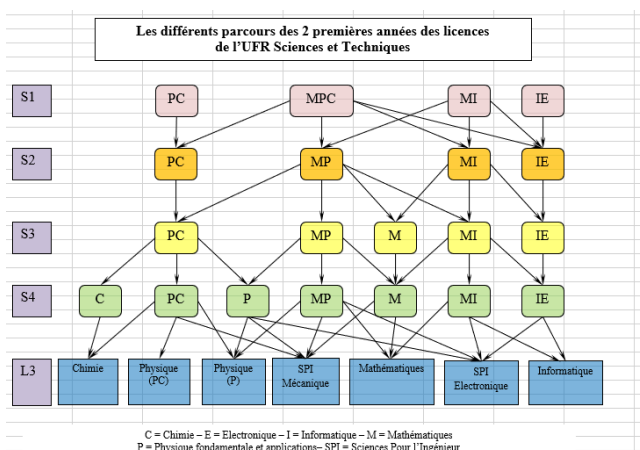 Les différents parcours des 2 premières années des licences
de l'UFR Sciences et Techniques
S1
PC
MPC
MI
IE
S2
PC
MP
MI
IE
S3
PC
MP
M
MI
IE
S4
C
PC
P
MP
M
MI
IE
L3
Chimie
Physique
(PC)
Physique
(P)
SPI
Mécanique
Mathématiques
SPI
Electronique
Informatique
C = Chimie – E = Electronique – I = Informatique – M = Mathématiques
P = Physique fondamentale et applications– SPI = Sciences Pour l'Ingénieur